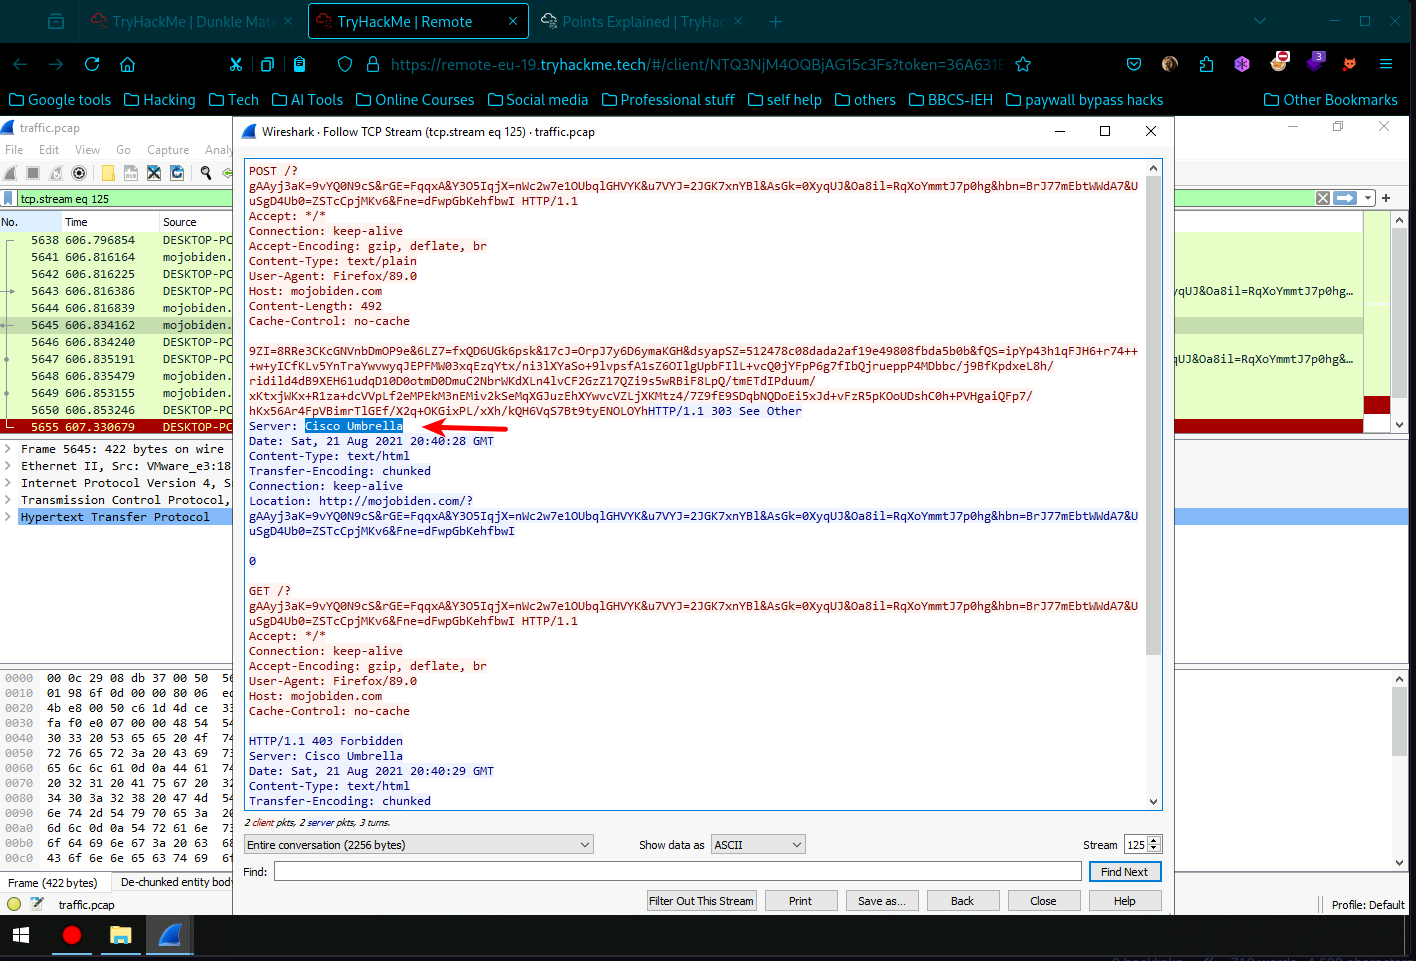 TryHackMe | Dunkle Mate
TryHackMe | Remote
Points Explained | TryHac
https://remote-eu-19.tryhackme.tech/#/client/NTQ3NjM4OQBjAG15c3Fs?token=36A631E
3
Google tools
Hacking
Tech
AI Tools
Online Courses
Social media
Professional stuff
self help
others
BBCS-IEH
paywall bypass hacks
Other Bookmarks
traffic.pcap
Wireshark · Follow TCP Stream (tcp.stream eq 125) · traffic.pcap
File Edit View Go Capture Analy
tcp.stream eq 125
No. Time Source
5638 606.796854 DESKTOP-PC
5641 606.816164 mojobiden.
5642 606.816225 DESKTOP-PC
5643 606.816386 DESKTOP-PC
5644 606.816839 mojobiden.
5645 606.834162 mojobiden.
5646 606.834240 DESKTOP-PC
5647 606.835191 DESKTOP-PC
5648 606.835479 mojobiden.
5649 606.853155 mojobiden.
5650 606.853246 DESKTOP-PC
5655 607.330679 DESKTOP-PC
yqUJ&Oa8il=RqXoYmmtJ7p0hg…
JJ&Oa8il=RqXoYmmtJ7p0hg&…
Frame 5645: 422 bytes on wire
Ethernet II, Src: VMware_e3:18
Internet Protocol Version 4, S
Transmission Control Protocol,
Hypertext Transfer Protocol
0000 00 0c 29 08 db 37 00 50 56
0010 01 98 6f 0d 00 00 80 06 ec
0020 4b e8 00 50 c6 1d 4d ce 33
0030 fa f0 e0 07 00 00 48 54 54
0040 30 33 20 53 65 65 20 4f 74
0050 72 76 65 72 3a 20 43 69 73
0060 65 6c 6c 61 0d 0a 44 61 74
0070 20 32 31 20 41 75 67 20 32
0080 34 30 3a 32 38 20 47 4d 54
0090 6e 74 2d 54 79 70 65 3a 20
00a0 6d 6c 0d 0a 54 72 61 6e 73
00b0 6f 64 69 6e 67 3a 20 63 68
00c0 43 6f 6e 6e 65 63 74 69 6f
Frame (422 bytes) De-chunked entity body
traffic.pcap
POST /?
gAAyj3aK=9vYQ0N9cS&rGE=FqqxA&Y3O5IqjX=nWc2w7e1OUbqlGHVYK&u7VYJ=2JGK7xnYBl&AsGk=0XyqUJ&Oa8il=RqXoYmmtJ7p0hg&hbn=BrJ77mEbtWWdA7&U
uSgD4Ub0=ZSTcCpjMKv6&Fne=dFwpGbKehfbwI HTTP/1.1
Accept: */*
Connection: keep-alive
Accept-Encoding: gzip, deflate, br
Content-Type: text/plain
User-Agent: Firefox/89.0
Host: mojobiden.com
Content-Length: 492
Cache-Control: no-cache
9ZI=8RRe3CKcGNVnbDmOP9e&6LZ7=fxQD6UGk6psk&17cJ=OrpJ7y6D6ymaKGH&dsyapSZ=512478c08dada2af19e49808fbda5b0b&fQS=ipYp43h1qFJH6+r74++
+w+yICfKLv5YnTraYwvwyqJEPFMW03xqEzqYtx/ni3lXYaSo+9lvpsfA1sZ6OIlgUpbFIlL+vcQ0jYFpP6g7fIbQjrueppP4MDbbc/j9BfKpdxeL8h/
ridild4dB9XEH61udqD10D0otmD0DmuC2NbrWKdXLn4lvCF2GzZ17QZi9s5wRBiF8LpQ/tmETdIPduum/
xKtxjWKx+R1za+dcVVpLf2eMPEkM3nEMiv2kSeMqXGJuzEhXYwvcVZLjXKMtz4/7Z9fE9SDqbNQDoEi5xJd+vFzR5pKOoUDshC0h+PVHgaiQFp7/
hKx56Ar4FpVBimrTlGEf/X2q+OKGixPL/xXh/kQH6VqS7Bt9tyENOLOYhHTTP/1.1 303 See Other
Server: Cisco Umbrella
Date: Sat, 21 Aug 2021 20:40:28 GMT
Content-Type: text/html
Transfer-Encoding: chunked
Connection: keep-alive
Location: http://mojobiden.com/?
gAAyj3aK=9vYQ0N9cS&rGE=FqqxA&Y3O5IqjX=nWc2w7e1OUbqlGHVYK&u7VYJ=2JGK7xnYBl&AsGk=0XyqUJ&Oa8il=RqXoYmmtJ7p0hg&hbn=BrJ77mEbtWWdA7&U
uSgD4Ub0=ZSTcCpjMKv6&Fne=dFwpGbKehfbwI
0
GET /?
gAAyj3aK=9vYQ0N9cS&rGE=FqqxA&Y3O5IqjX=nWc2w7e1OUbqlGHVYK&u7VYJ=2JGK7xnYBl&AsGk=0XyqUJ&Oa8il=RqXoYmmtJ7p0hg&hbn=BrJ77mEbtWWdA7&U
uSgD4Ub0=ZSTcCpjMKv6&Fne=dFwpGbKehfbwI HTTP/1.1
Accept: */*
Connection: keep-alive
Accept-Encoding: gzip, deflate, br
User-Agent: Firefox/89.0
Host: mojobiden.com
Cache-Control: no-cache
HTTP/1.1 403 Forbidden
Server: Cisco Umbrella
Date: Sat, 21 Aug 2021 20:40:29 GMT
Content-Type: text/html
Transfer-Encoding: chunked
2 client pkts, 2 server pkts, 3 turns.
Entire conversation (2256 bytes)
Show data as ASCII
Stream 125
Find:
Find Next
Filter Out This Stream
Print
Save as...
Back
Close
Help
Profile: Default